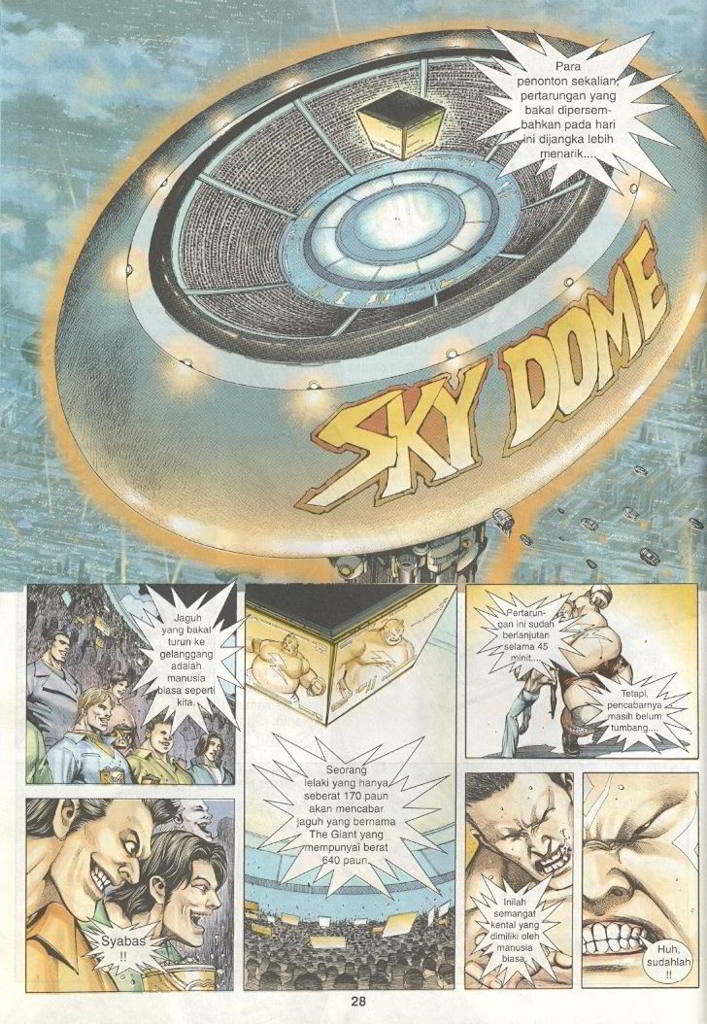 Para
penonton sekalian,
pertarungan yang
bakal dipersem-
bahkan pada hari
ini dijangka lebih
menarik....
SKY DOME
Jaguh
yang bakal
turun ke
gelanggang
adalah
manusia
biasa seperti
kita.
Seorang
lelaki yang hanya
seberat 170 paun
akan mencabar
jaguh yang bernama
The Giant yang
mempunyai berat
640 paun.
Pertarun-
gan ini sudah
berlanjutan
selama 45
minit....
Tetapi,
pencabarnya
masih belum
tumbang....
Syabas
!!
Inilah
semangat
kental yang
dimiliki oleh
manusia
biasa.
Huh,
sudahlah
!!
28